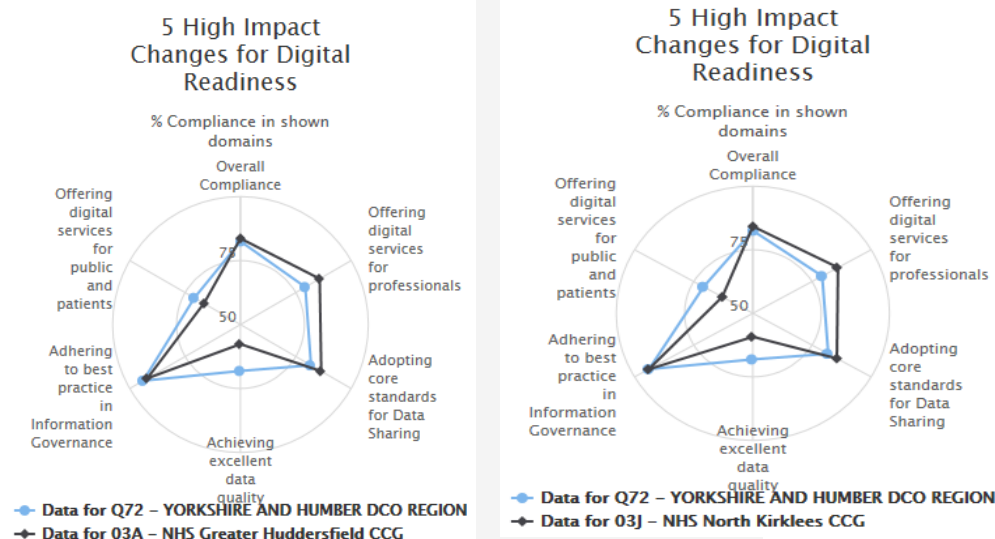 5 High Impact
Changes for Digital
Readiness
% Compliance in shown
domains
Overall
Compliance
Offering
digital
services
for
professionals
Adopting
core
standards
for Data
Sharing
Achieving
excellent
data
quality
Adhering
to best
practice
in
Information
Governance
Offering
digital
services
for
public
and
patients
75
50
Data for Q72 – YORKSHIRE AND HUMBER DCO REGION
Data for 03A – NHS Greater Huddersfield CCG
5 High Impact
Changes for Digital
Readiness
% Compliance in shown
domains
Overall
Compliance
Offering
digital
services
for
professionals
Adopting
core
standards
for Data
Sharing
Achieving
excellent
data
quality
Adhering
to best
practice
in
Information
Governance
Offering
digital
services
for
public
and
patients
75
50
Data for Q72 – YORKSHIRE AND HUMBER DCO REGION
Data for 03J – NHS North Kirklees CCG